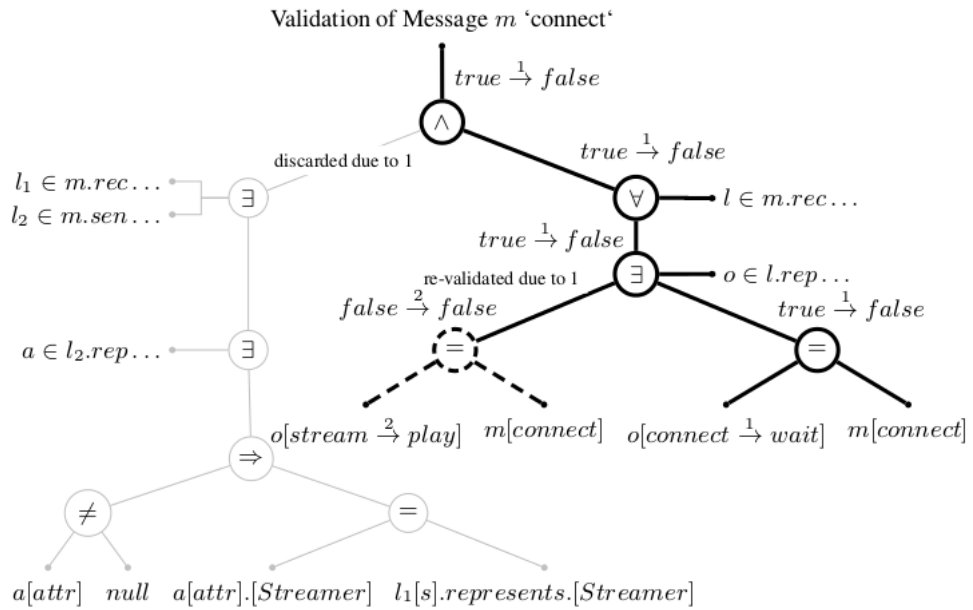 Validation of Message m ‘connect‘
true →¹ false
∧
discarded due to 1
true →¹ false
l₁ ∈ m.rec . . .
l₂ ∈ m.sen . . .
∃
∀
l ∈ m.rec . . .
true →¹ false
re-validated due to 1
∃
o ∈ l.rep . . .
false →² false
true →¹ false
a ∈ l₂.rep . . .
∃
=
=
o[stream →² play]
m[connect]
o[connect →¹ wait]
m[connect]
⇒
≠
=
a[attr]
null
a[attr].[Streamer]
l₁[s].represents.[Streamer]